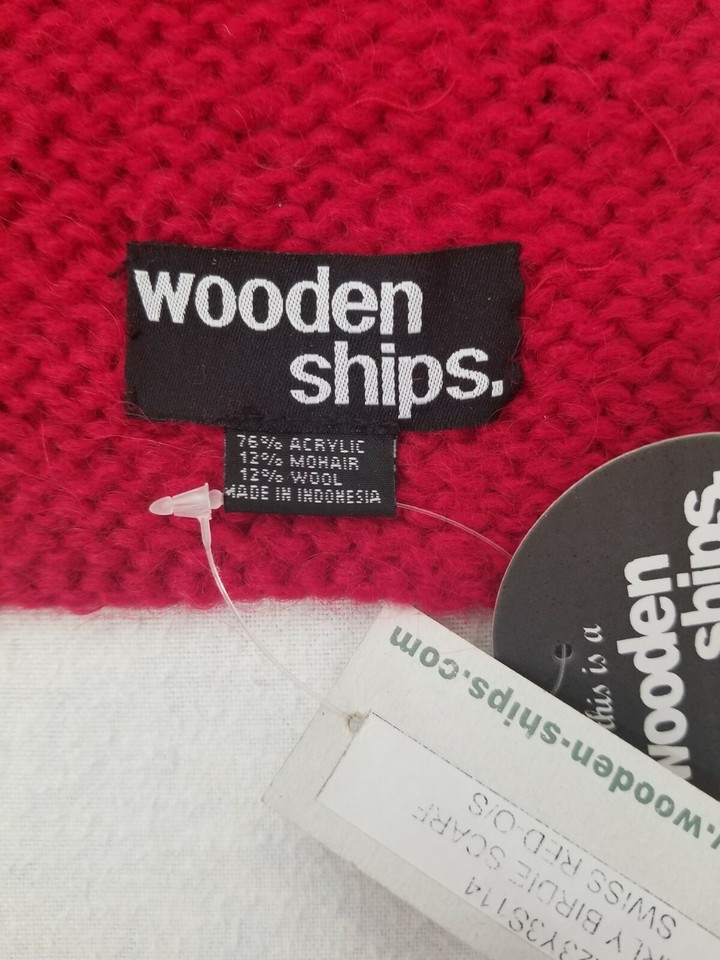 wooden
ships.
76% ACRYLIC
12% MOHAIR
12% WOOL
MADE IN INDONESIA
this is a
wooden
ships.
.wooden-ships.com
BIRDIE SCARF
SWISS RED-O/S